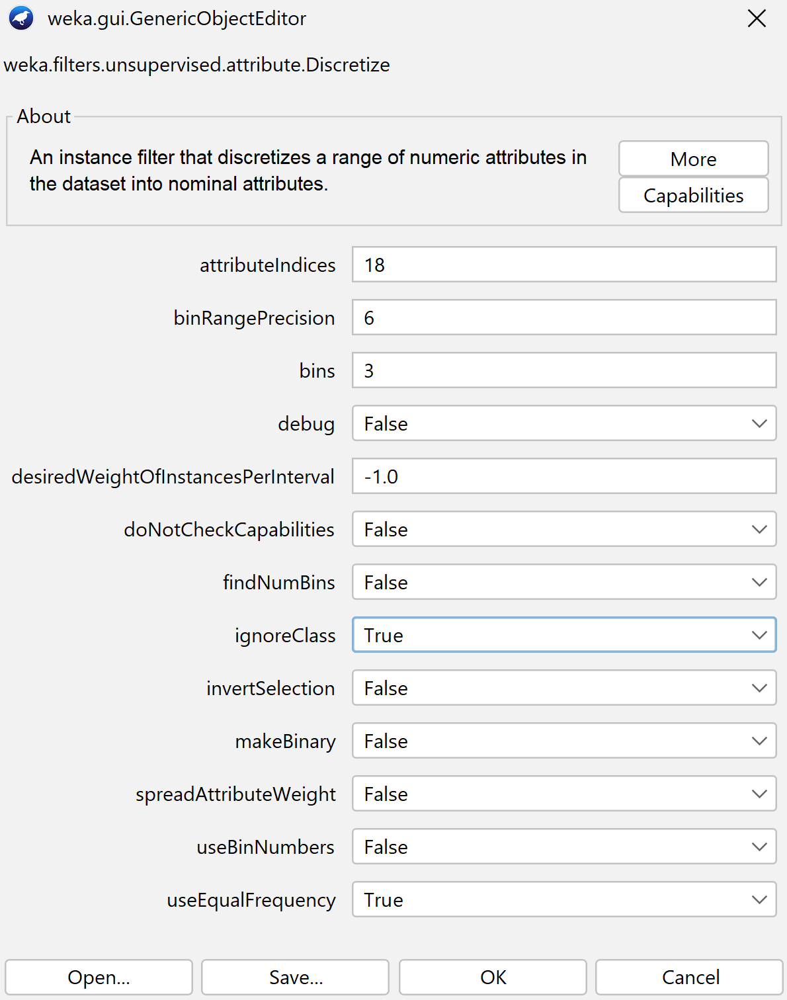 weka.gui.GenericObjectEditor
weka.filters.unsupervised.attribute.Discretize
About
An instance filter that discretizes a range of numeric attributes in
the dataset into nominal attributes.
More
Capabilities
attributeIndices 18
binRangePrecision 6
bins 3
debug False
desiredWeightOfInstancesPerInterval -1.0
doNotCheckCapabilities False
findNumBins False
ignoreClass True
invertSelection False
makeBinary False
spreadAttributeWeight False
useBinNumbers False
useEqualFrequency True
Open... Save... OK Cancel